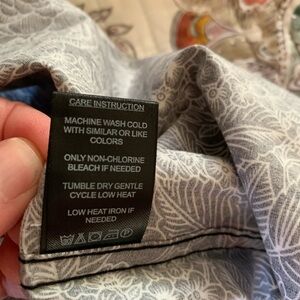 CARE INSTRUCTION
MACHINE WASH COLD
WITH SIMILAR OR LIKE
COLORS
ONLY NON-CHLORINE
BLEACH IF NEEDED
TUMBLE DRY GENTLE
CYCLE LOW HEAT
LOW HEAT IRON IF
NEEDED